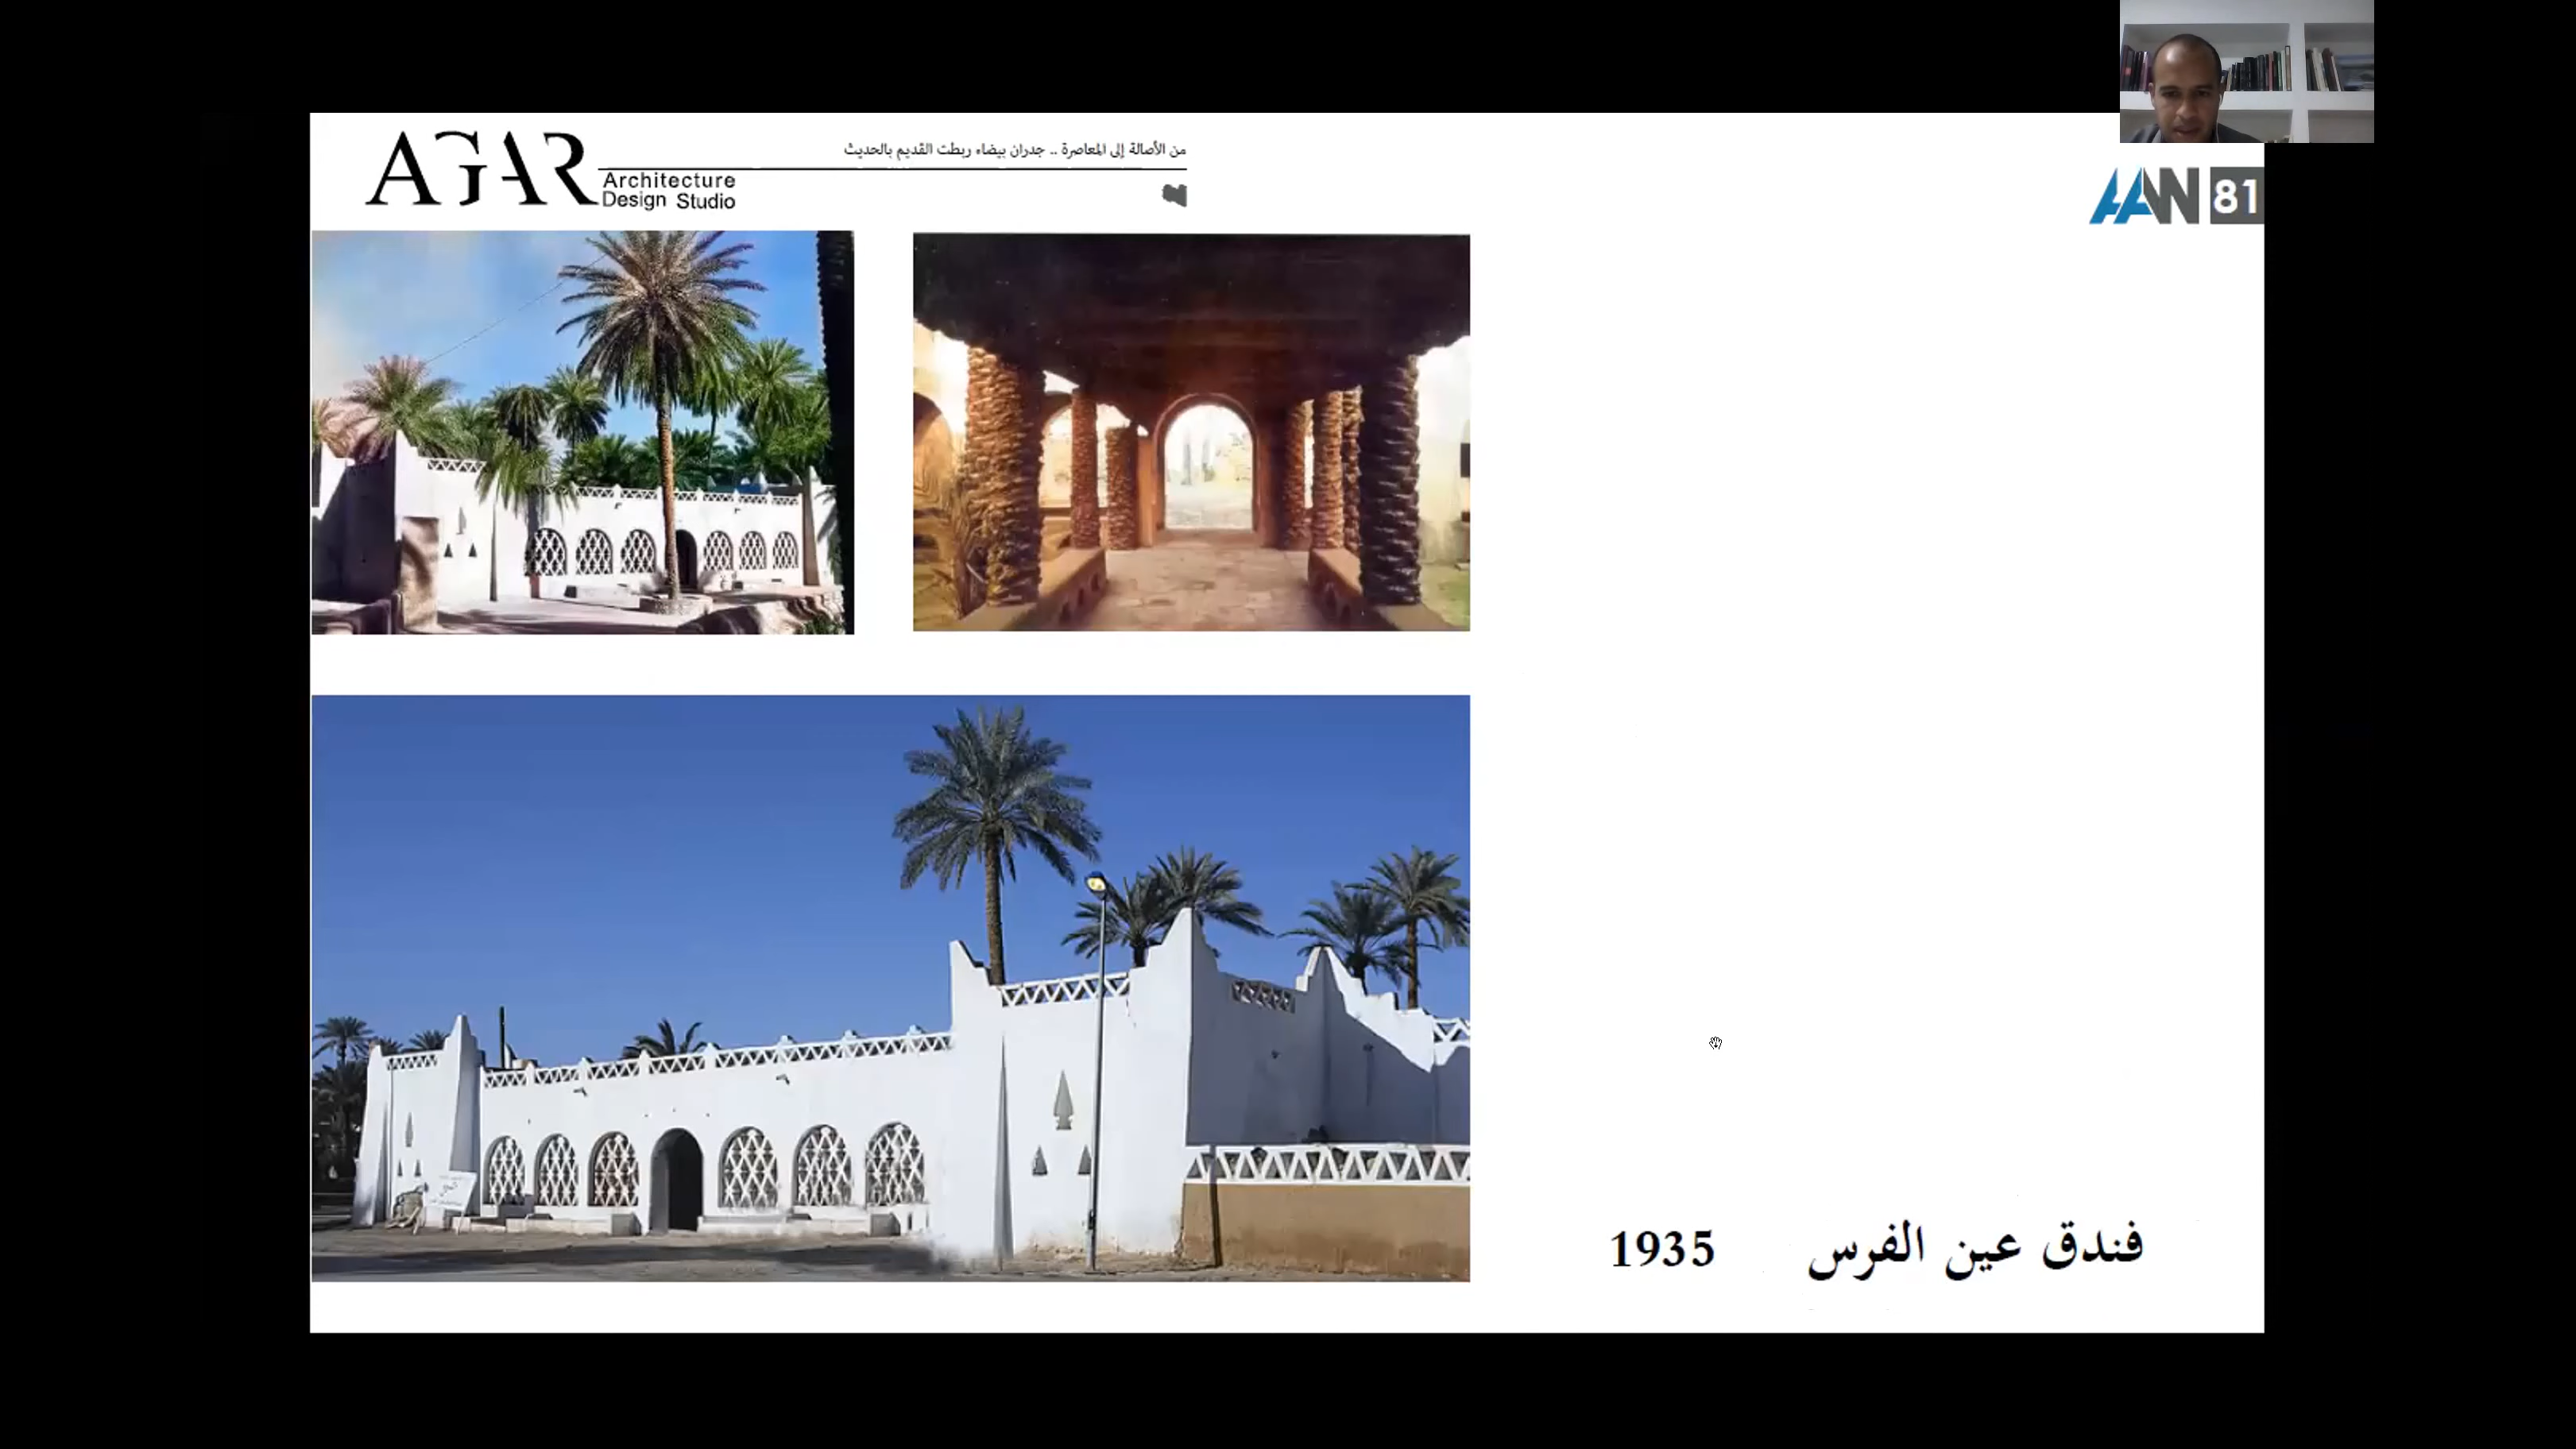 AGAR
Architecture
Design Studio
من الأصالة إلى المعاصرة .. جدران بيضاء ربطت القديم بالحديث
AAN 81
فندق عين الفرس 1935